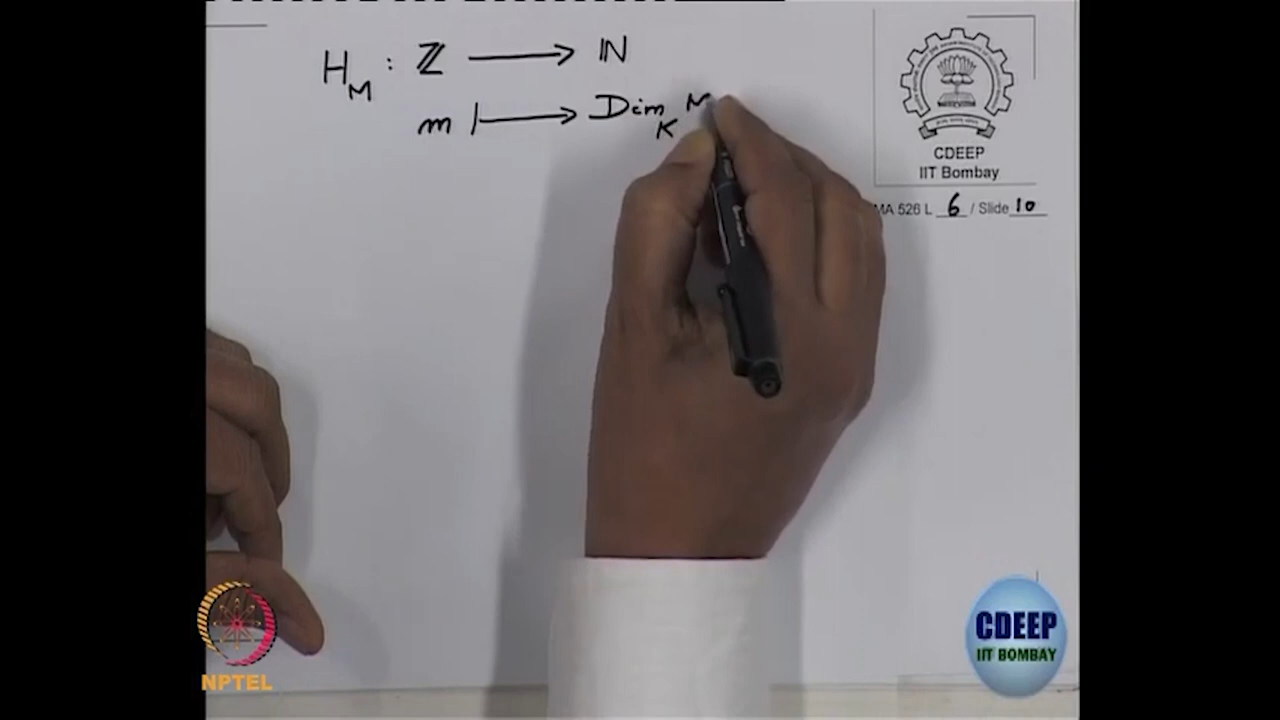 H_M : ℤ ⟶ ℕ
m ⟼ Dim_K M
CDEEP
IIT Bombay
MA 526 L 6 / Slide 10
NPTEL
CDEEP
IIT BOMBAY